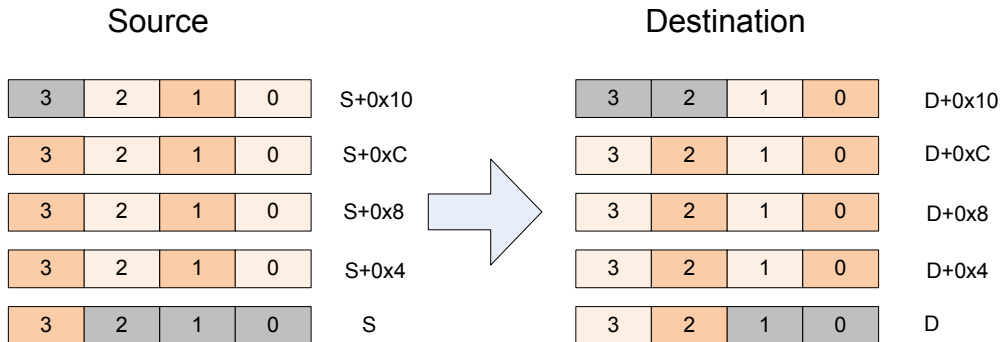 Source Destination
3 2 1 0 S+0x10 3 2 1 0 D+0x10
3 2 1 0 S+0xC 3 2 1 0 D+0xC
3 2 1 0 S+0x8 3 2 1 0 D+0x8
3 2 1 0 S+0x4 3 2 1 0 D+0x4
3 2 1 0 S 3 2 1 0 D